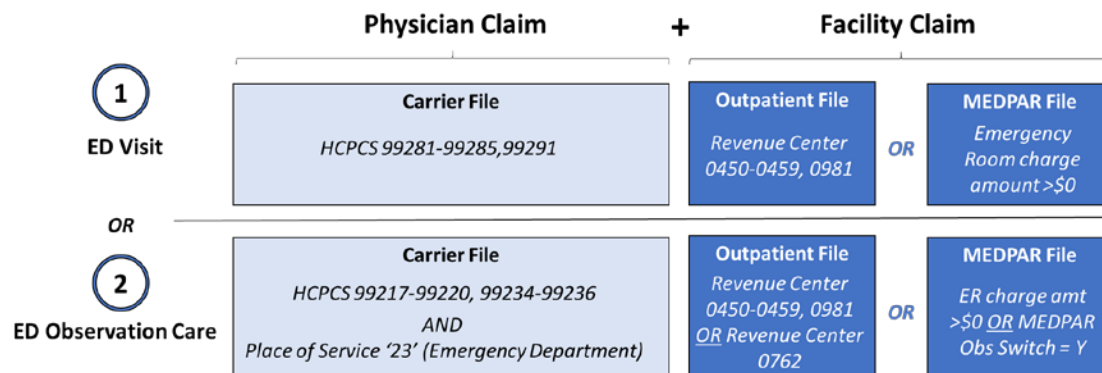 Physician Claim + Facility Claim
1
ED Visit
Carrier File
HCPCS 99281-99285,99291
Outpatient File
Revenue Center
0450-0459, 0981
OR
MEDPAR File
Emergency
Room charge
amount >$0
OR
2
ED Observation Care
Carrier File
HCPCS 99217-99220, 99234-99236
AND
Place of Service ‘23’ (Emergency Department)
Outpatient File
Revenue Center
0450-0459, 0981
OR Revenue Center
0762
OR
MEDPAR File
ER charge amt
>$0 OR MEDPAR
Obs Switch = Y